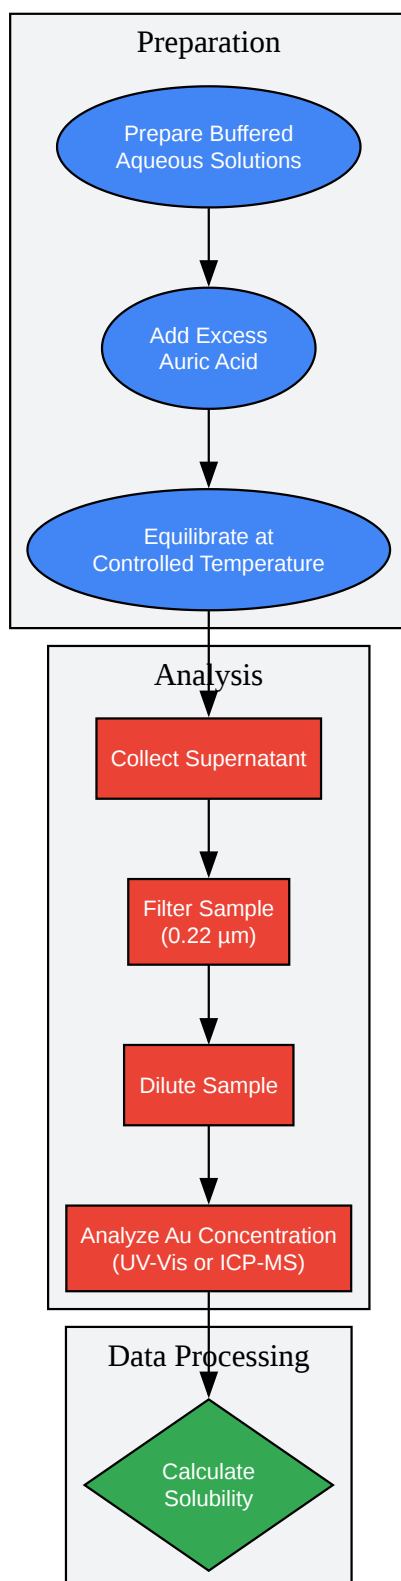 Preparation
Prepare Buffered
Aqueous Solutions
Add Excess
Auric Acid
Equilibrate at
Controlled Temperature
Analysis
Collect Supernatant
Filter Sample
(0.22 µm)
Dilute Sample
Analyze Au Concentration
(UV-Vis or ICP-MS)
Data Processing
Calculate
Solubility